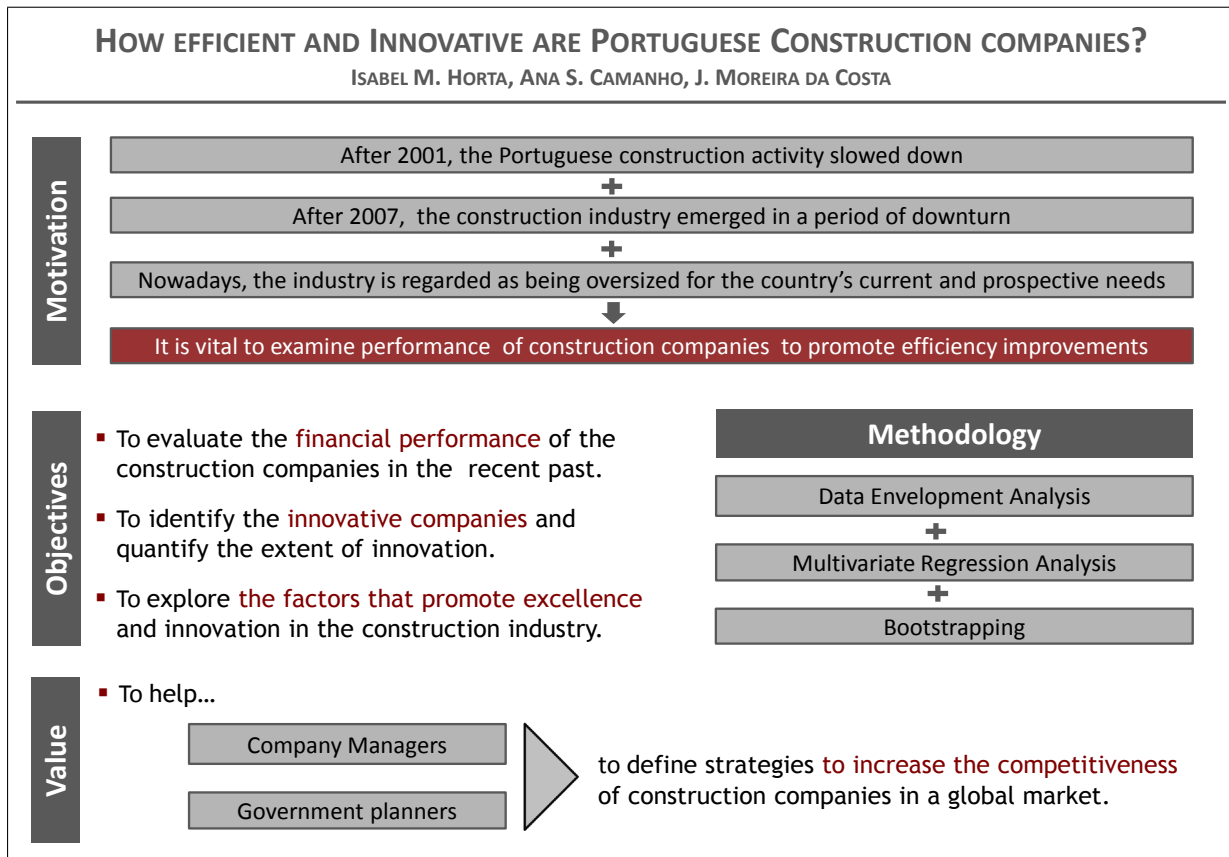 HOW EFFICIENT AND INNOVATIVE ARE PORTUGUESE CONSTRUCTION COMPANIES?
ISABEL M. HORTA, ANA S. CAMANHO, J. MOREIRA DA COSTA
Motivation
After 2001, the Portuguese construction activity slowed down
+
After 2007, the construction industry emerged in a period of downturn
+
Nowadays, the industry is regarded as being oversized for the country's current and prospective needs
It is vital to examine performance of construction companies to promote efficiency improvements
Objectives
▪ To evaluate the financial performance of the
construction companies in the recent past.
▪ To identify the innovative companies and
quantify the extent of innovation.
▪ To explore the factors that promote excellence
and innovation in the construction industry.
Methodology
Data Envelopment Analysis
+
Multivariate Regression Analysis
+
Bootstrapping
Value
▪ To help…
Company Managers
Government planners
to define strategies to increase the competitiveness
of construction companies in a global market.